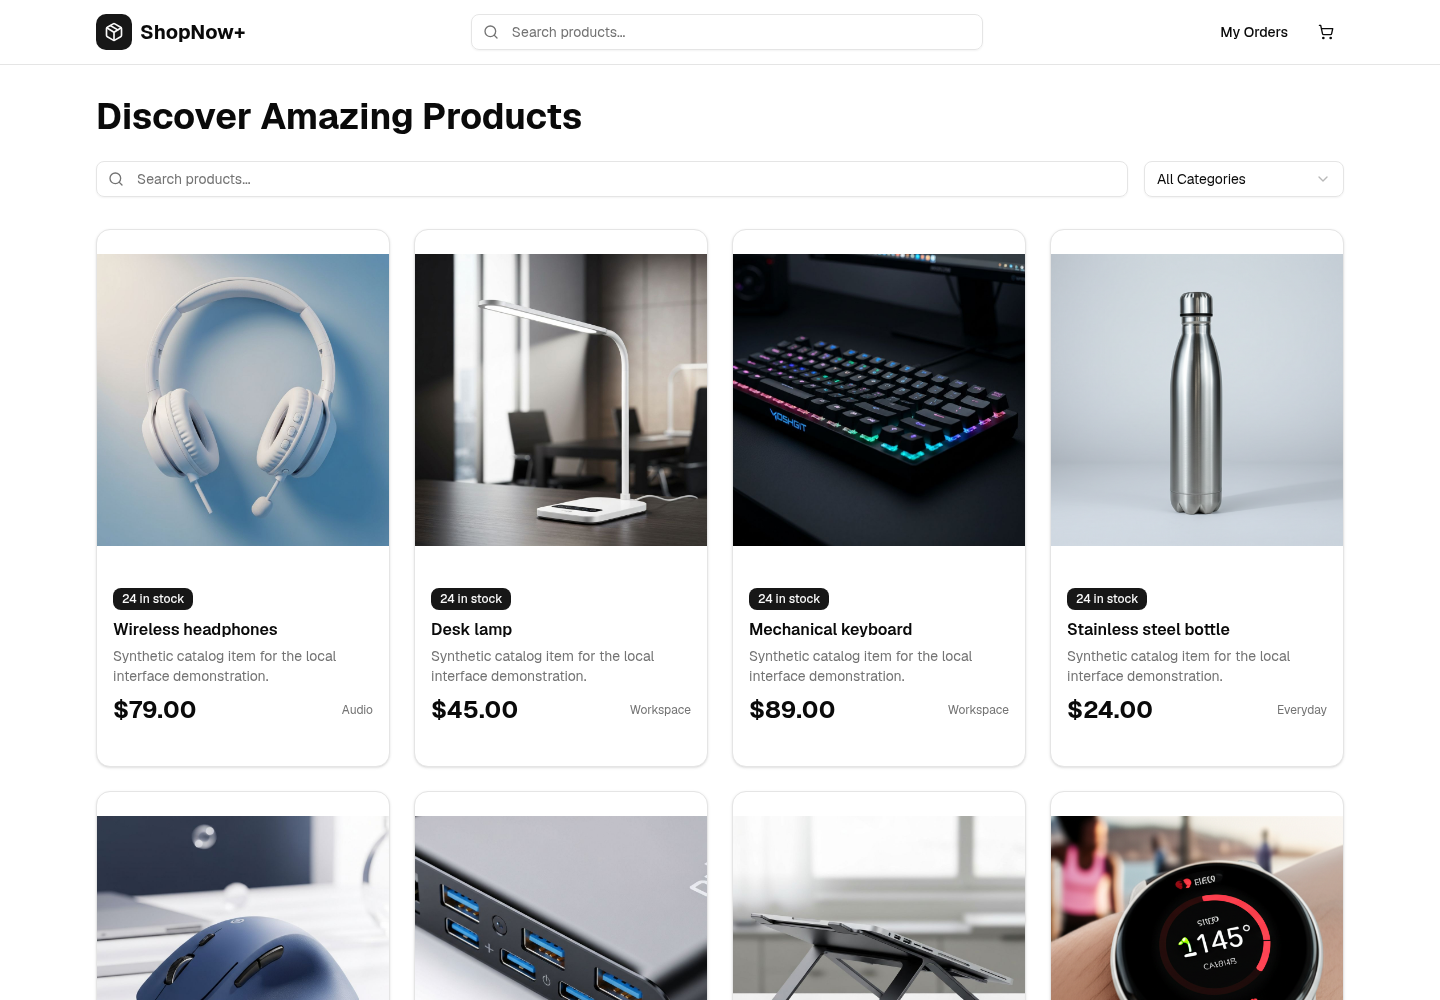 ShopNow+
Search products...
My Orders
Discover Amazing Products
Search products...
All Categories
24 in stock
Wireless headphones
Synthetic catalog item for the local
interface demonstration.
$79.00
Audio
24 in stock
Desk lamp
Synthetic catalog item for the local
interface demonstration.
$45.00
Workspace
24 in stock
Mechanical keyboard
Synthetic catalog item for the local
interface demonstration.
$89.00
Workspace
24 in stock
Stainless steel bottle
Synthetic catalog item for the local
interface demonstration.
$24.00
Everyday
1145°